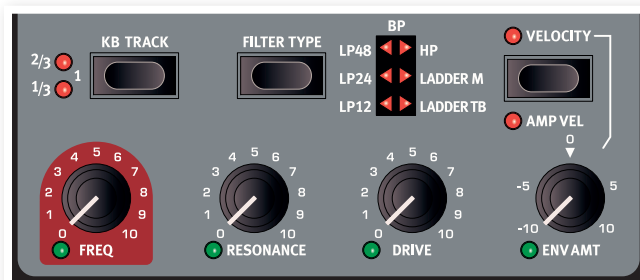 KB TRACK
2/3
1
1/3
FILTER TYPE
BP
LP48 HP
LP24 LADDER M
LP12 LADDER TB
VELOCITY
AMP VEL
0 1 2 3 4 5 6 7 8 9 10
FREQ
0 1 2 3 4 5 6 7 8 9 10
RESONANCE
0 1 2 3 4 5 6 7 8 9 10
DRIVE
-10 -5 0 5 10
ENV AMT